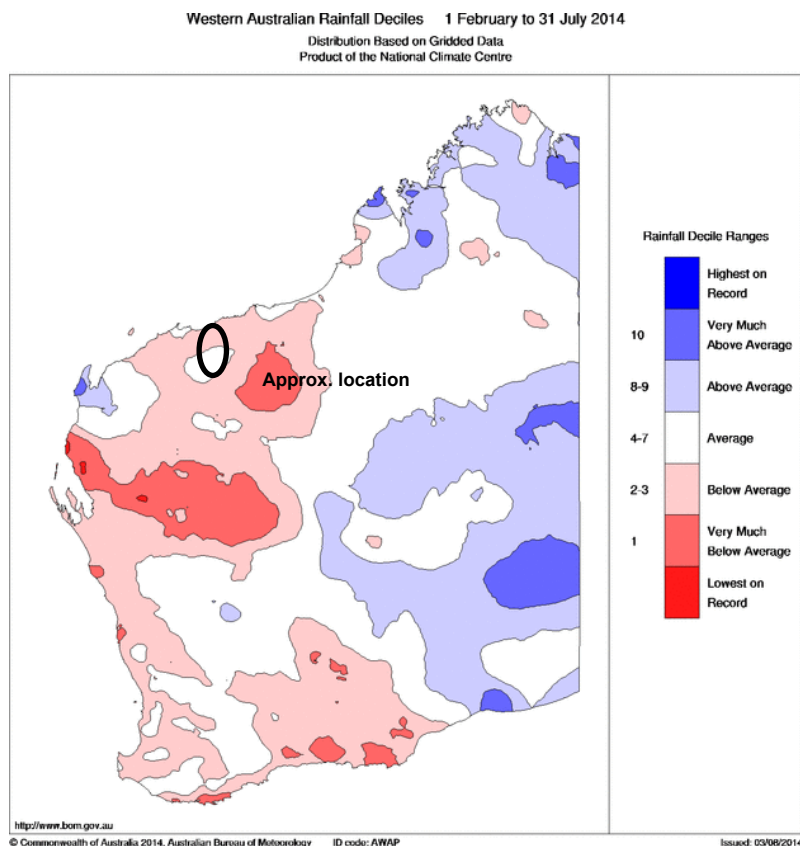 Western Australian Rainfall Deciles 1 February to 31 July 2014
Distribution Based on Gridded Data
Product of the National Climate Centre
Approx. location
Rainfall Decile Ranges
Highest on
Record
10
Very Much
Above Average
8-9
Above Average
4-7
Average
2-3
Below Average
1
Very Much
Below Average
Lowest on
Record
http://www.bom.gov.au
© Commonwealth of Australia 2014, Australian Bureau of Meteorology ID code: AWAP Issued: 03/08/2014